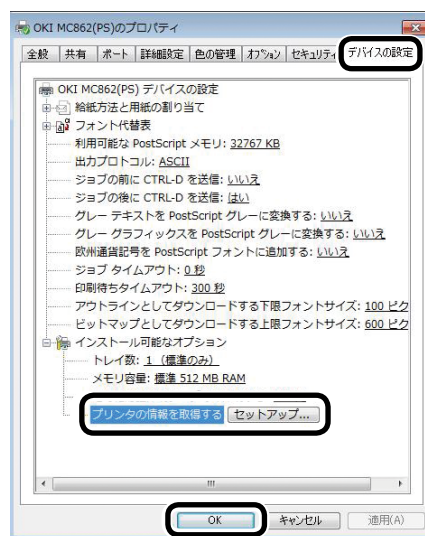 OKI MC862(PS)のプロパティ
全般 共有 ポート 詳細設定 色の管理 オプション セキュリティ デバイスの設定
OKI MC862(PS) デバイスの設定
給紙方法と用紙の割り当て
フォント代替表
利用可能な PostScript メモリ: 32767 KB
出力プロトコル: ASCII
ジョブの前に CTRL-D を送信: いいえ
ジョブの後に CTRL-D を送信: はい
グレー テキストを PostScript グレーに変換する: いいえ
グレー グラフィックスを PostScript グレーに変換する: いいえ
欧州通貨記号を PostScript フォントに追加する: いいえ
ジョブ タイムアウト: 0 秒
印刷待ちタイムアウト: 300 秒
アウトラインとしてダウンロードする下限フォントサイズ: 100 ピク
ビットマップとしてダウンロードする上限フォントサイズ: 600 ピク
インストール可能なオプション
トレイ数: 1 (標準のみ)
メモリ容量: 標準 512 MB RAM
プリンタの情報を取得する セットアップ...
OK キャンセル 適用(A)